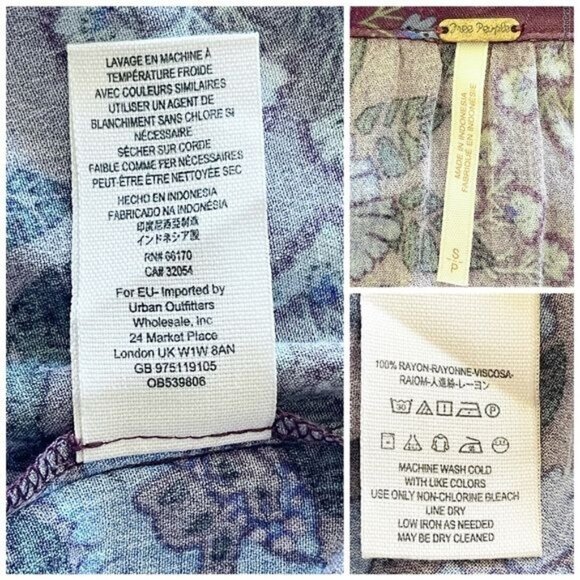 LAVAGE EN MACHINE À
TEMPÉRATURE FROIDE
AVEC COULEURS SIMILAIRES
UTILISER UN AGENT DE
BLANCHIMENT SANS CHLORE SI
NÉCESSAIRE
SÉCHER SUR CORDE
FAIBLE COMME FER NÉCESSAIRES
PEUT-ÊTRE ÊTRE NETTOYÉE SEC
HECHO EN INDONESIA
FABRICADO NA INDONÉSIA
印度尼西亞製造
インドネシア製
RN# 66170
CA# 32054
For EU- Imported by
Urban Outfitters
Wholesale, Inc
24 Market Place
London UK W1W 8AN
GB 975119105
OB539806
Free People
MADE IN INDONESIA
FABRIQUÉ EN INDONÉSIE
S/P
100% RAYON-RAYONNE-VISCOSA-
RAIOM-人造絲-レーヨン
30
P
MACHINE WASH COLD
WITH LIKE COLORS
USE ONLY NON-CHLORINE BLEACH
LINE DRY
LOW IRON AS NEEDED
MAY BE DRY CLEANED